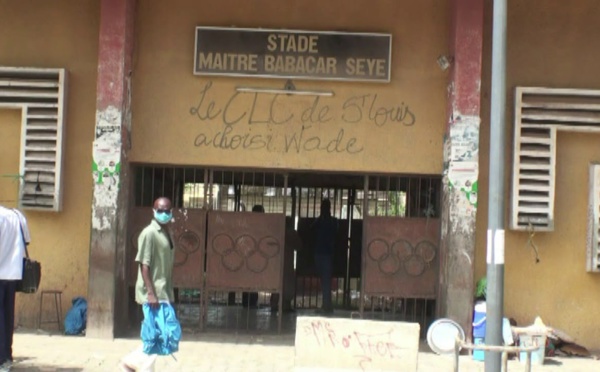 STADE
MAITRE BABACAR SEYE
Le CLC de St Louis
a choisi Wade